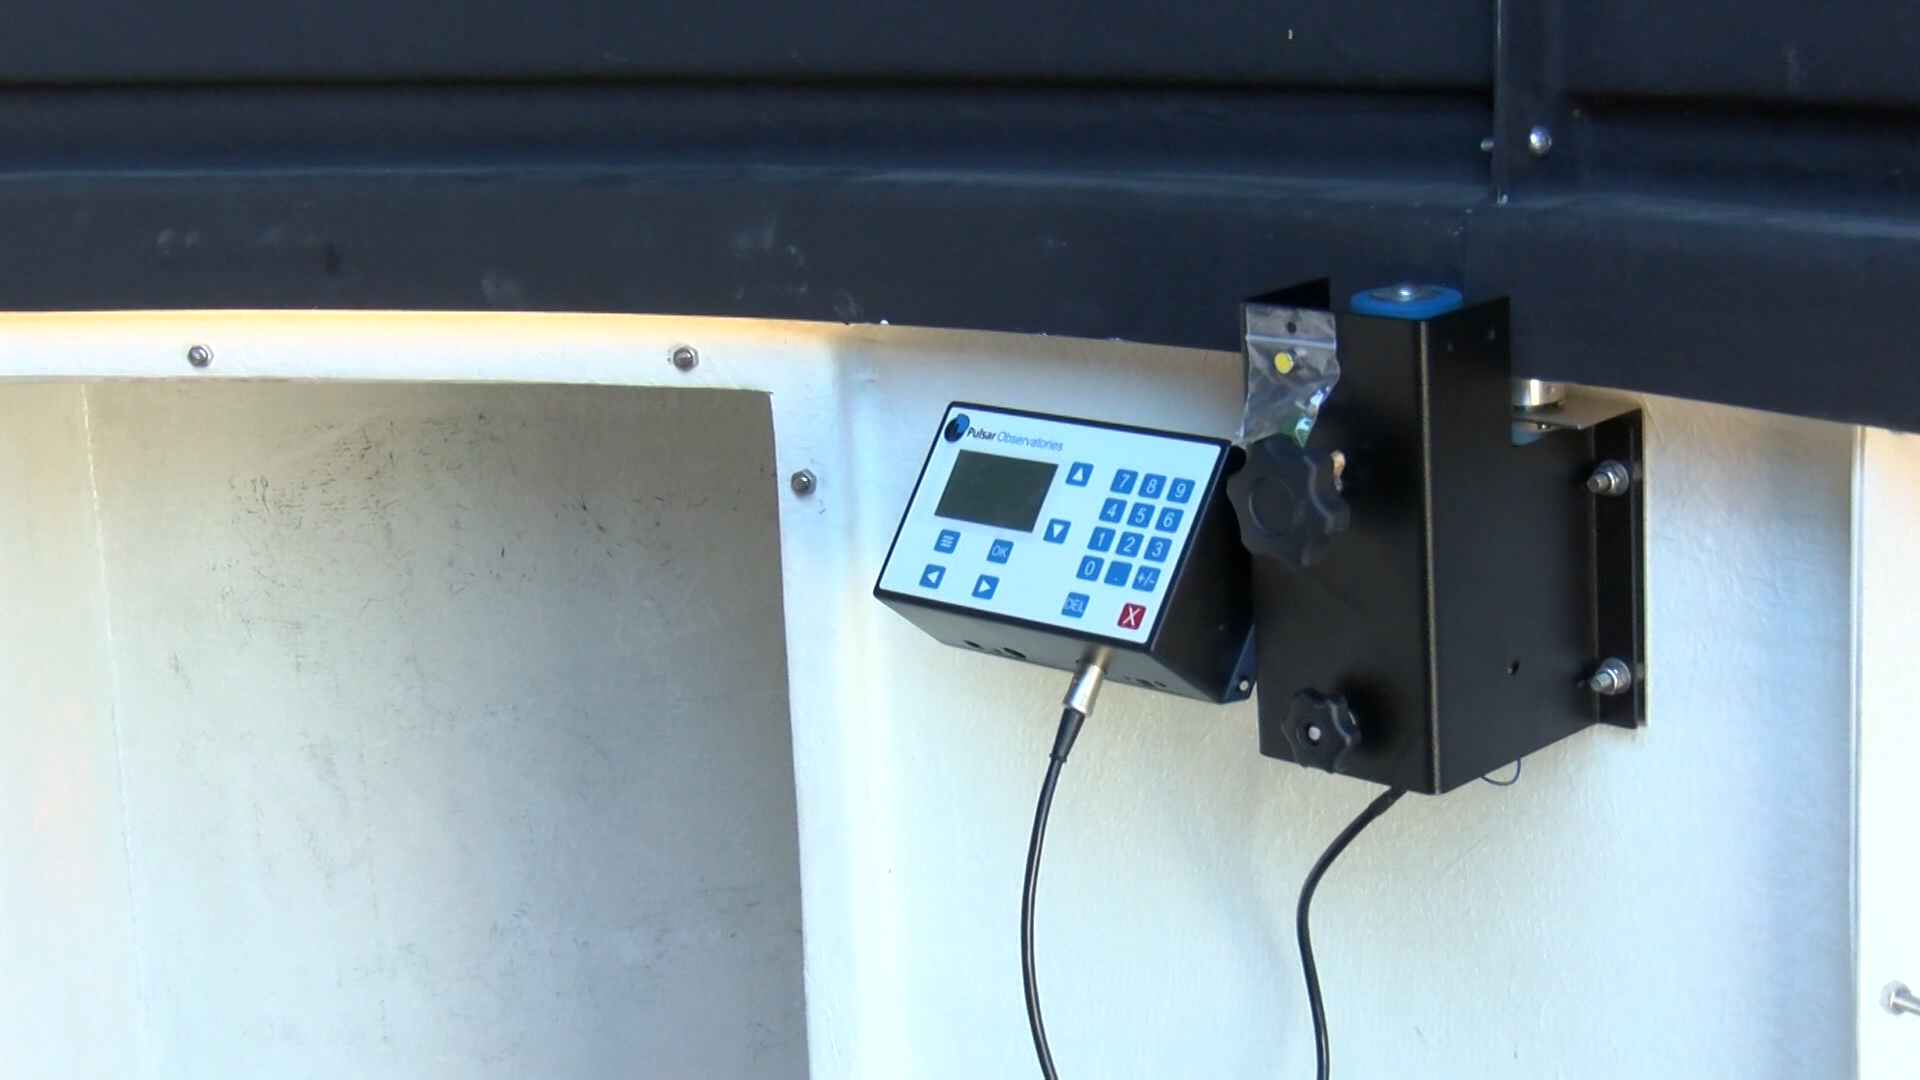 Pulsar Observatories
7 8 9
4 5 6
1 2 3
OK
0 . +/-
DEL X